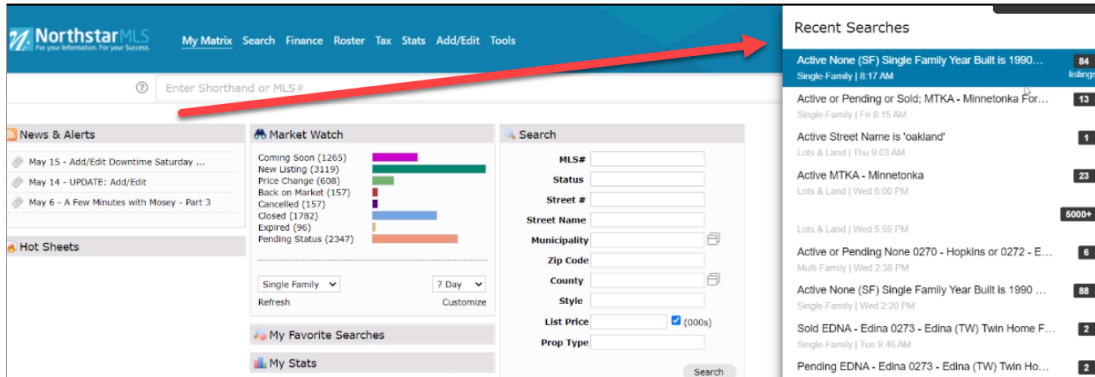 NorthstarMLS
For your Information. For your Success.
My Matrix Search Finance Roster Tax Stats Add/Edit Tools
Enter Shorthand or MLS#
News & Alerts
May 15 - Add/Edit Downtime Saturday ...
May 14 - UPDATE: Add/Edit
May 6 - A Few Minutes with Mosey - Part 3
Hot Sheets
Market Watch
Coming Soon (1265)
New Listing (3119)
Price Change (608)
Back on Market (157)
Cancelled (157)
Closed (1782)
Expired (96)
Pending Status (2347)
Single Family
7 Day
Refresh
Customize
My Favorite Searches
My Stats
Search
MLS#
Status
Street #
Street Name
Municipality
Zip Code
County
Style
List Price
(000s)
Prop Type
Search
Recent Searches
Active None (SF) Single Family Year Built is 1990...
84
Single-Family | 8:17 AM
listings
Active or Pending or Sold; MTKA - Minnetonka For...
13
Single-Family | Fri 8:15 AM
Active Street Name is 'oakland'
1
Lots & Land | Thu 9:03 AM
Active MTKA - Minnetonka
23
Lots & Land | Wed 6:00 PM
5000+
Lots & Land | Wed 5:59 PM
Active or Pending None 0270 - Hopkins or 0272 - E...
6
Multi-Family | Wed 2:36 PM
Active None (SF) Single Family Year Built is 1990 ...
88
Single-Family | Wed 2:20 PM
Sold EDNA - Edina 0273 - Edina (TW) Twin Home F...
2
Single-Family | Tue 9:46 AM
Pending EDNA - Edina 0273 - Edina (TW) Twin Ho...
2